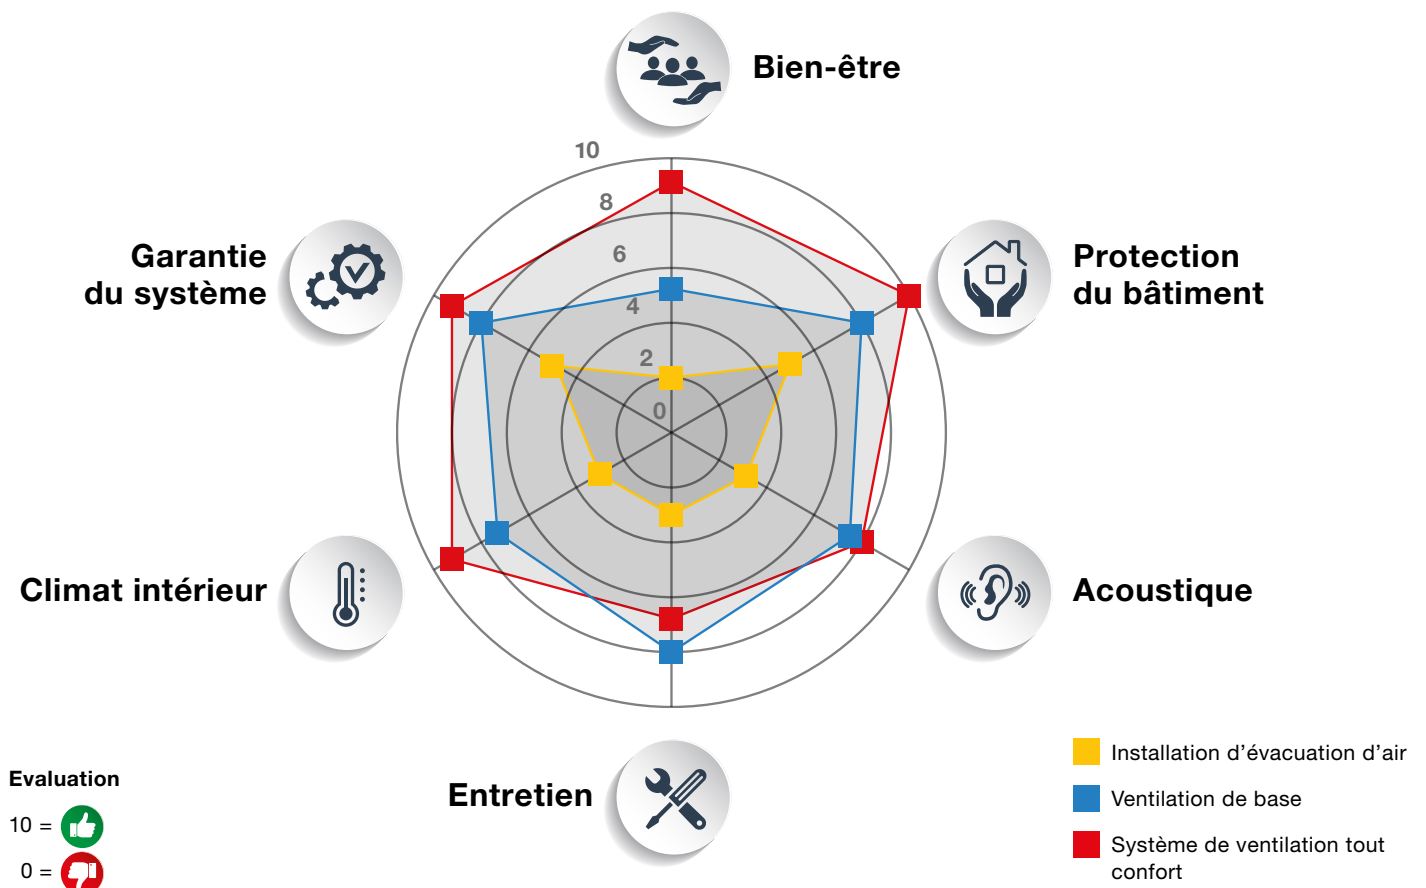 Bien-être
10
8
6
4
2
0
Garantie
du système
Protection
du bâtiment
Climat intérieur
Acoustique
Entretien
Evaluation
10 =
0 =
Installation d’évacuation d’air
Ventilation de base
Système de ventilation tout
confort